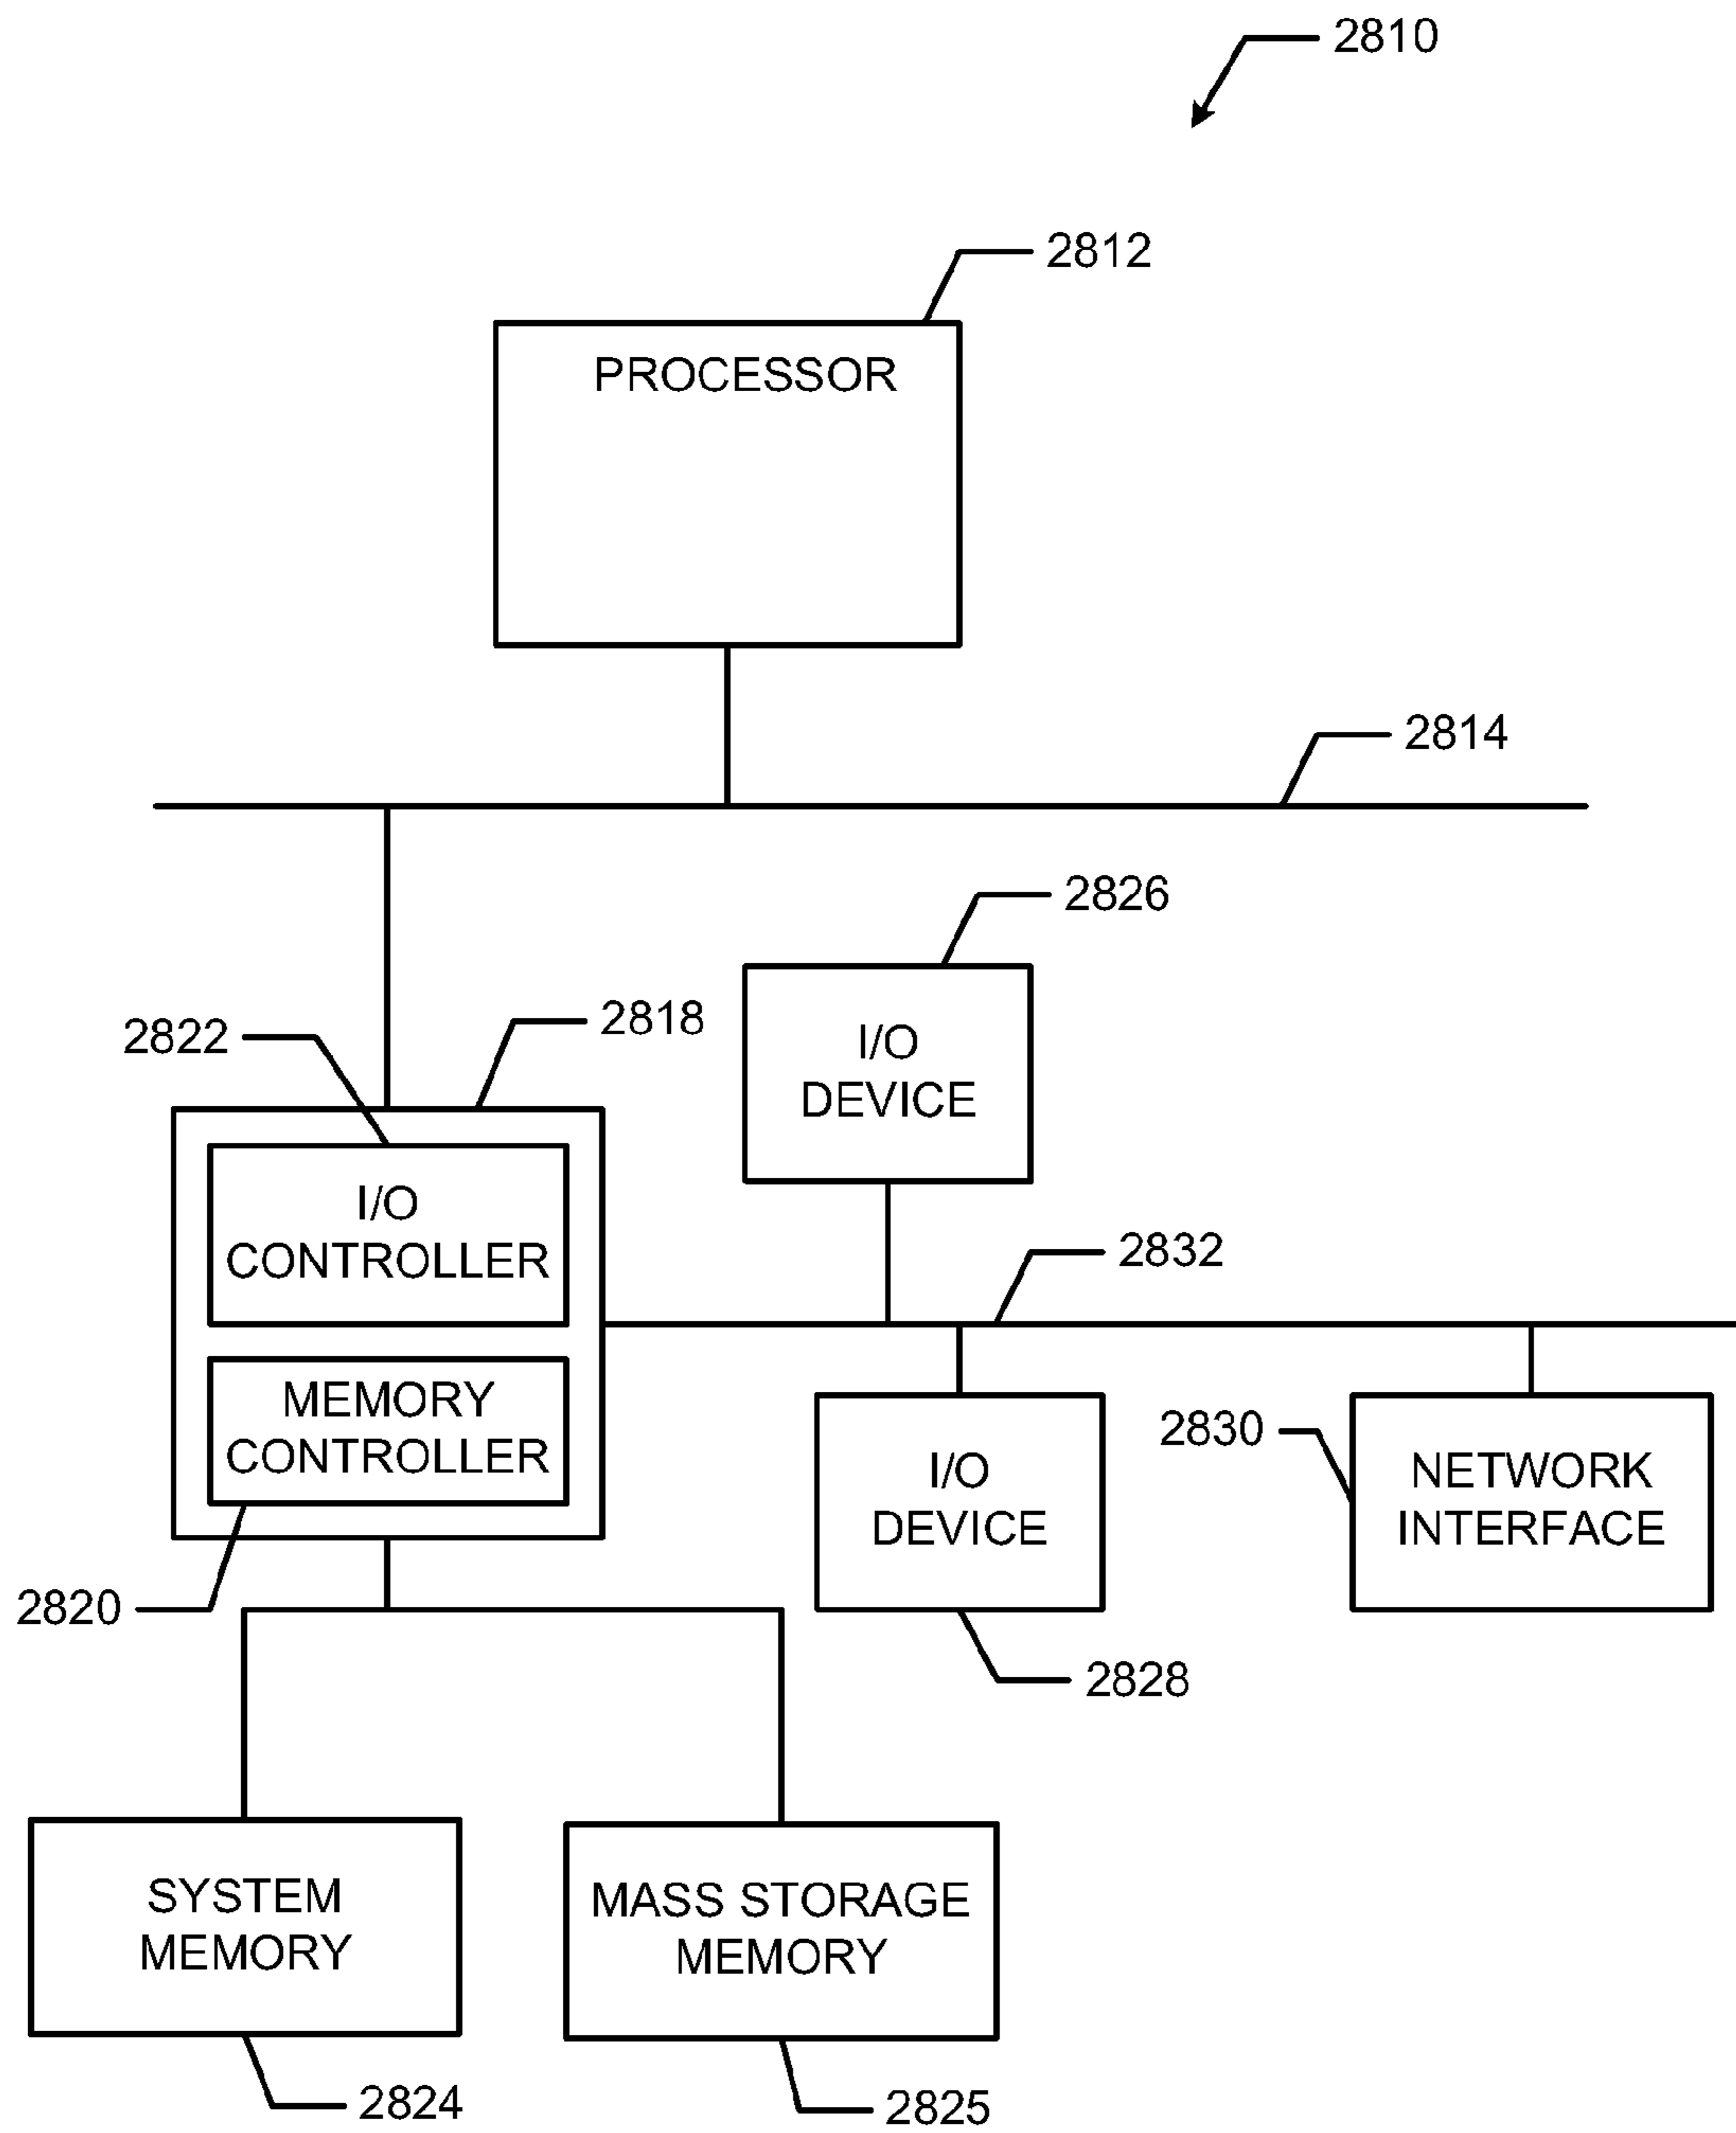 2810
2812
PROCESSOR
2814
2826
2822
2818
I/O
DEVICE
I/O
CONTROLLER
2832
MEMORY
CONTROLLER
2830
I/O
DEVICE
NETWORK
INTERFACE
2820
2828
SYSTEM
MEMORY
MASS STORAGE
MEMORY
2824
2825